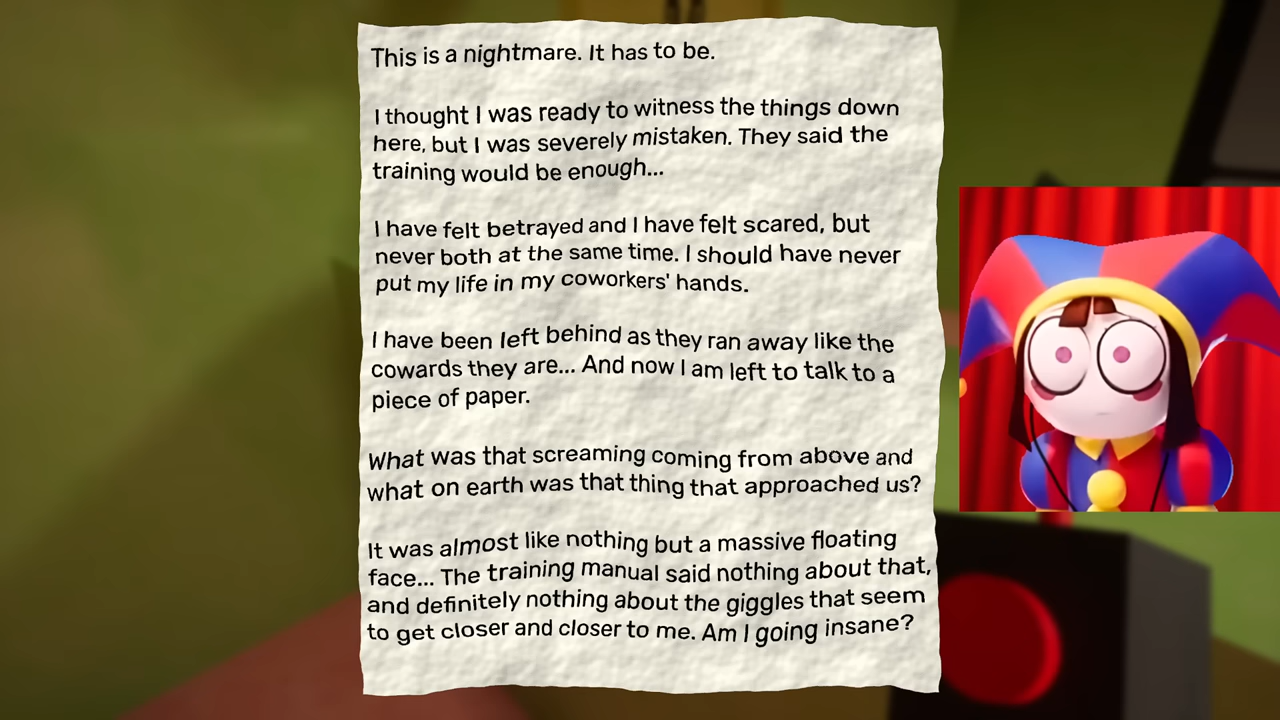 This is a nightmare. It has to be.
I thought I was ready to witness the things down
here, but I was severely mistaken. They said the
training would be enough...
I have felt betrayed and I have felt scared, but
never both at the same time. I should have never
put my life in my coworkers' hands.
I have been left behind as they ran away like the
cowards they are... And now I am left to talk to a
piece of paper.
What was that screaming coming from above and
what on earth was that thing that approached us?
It was almost like nothing but a massive floating
face... The training manual said nothing about that,
and definitely nothing about the giggles that seem
to get closer and closer to me. Am I going insane?